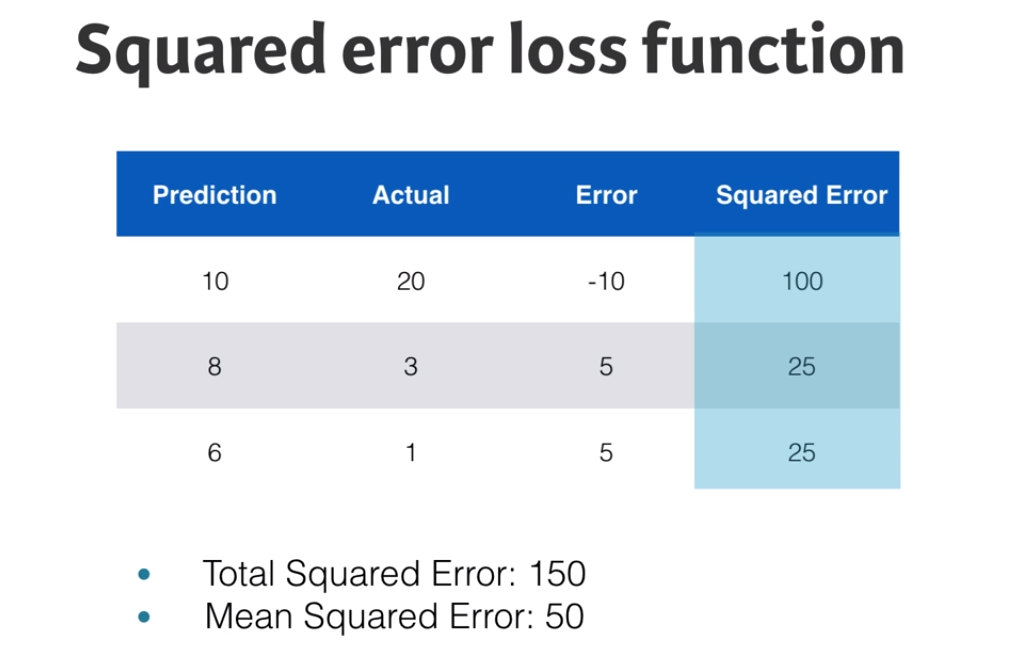 Squared error loss function
Prediction Actual Error Squared Error
10 20 -10 100
8 3 5 25
6 1 5 25
• Total Squared Error: 150
• Mean Squared Error: 50